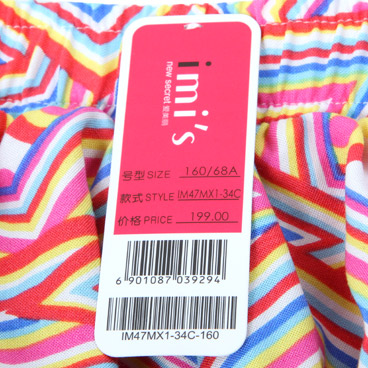 imi's
new secret 爱美丽
号型 SIZE 160/68A
款式 STYLE IM47MX1-34C
价格 PRICE 199.00
6 901087 039294
IM47MX1-34C-160